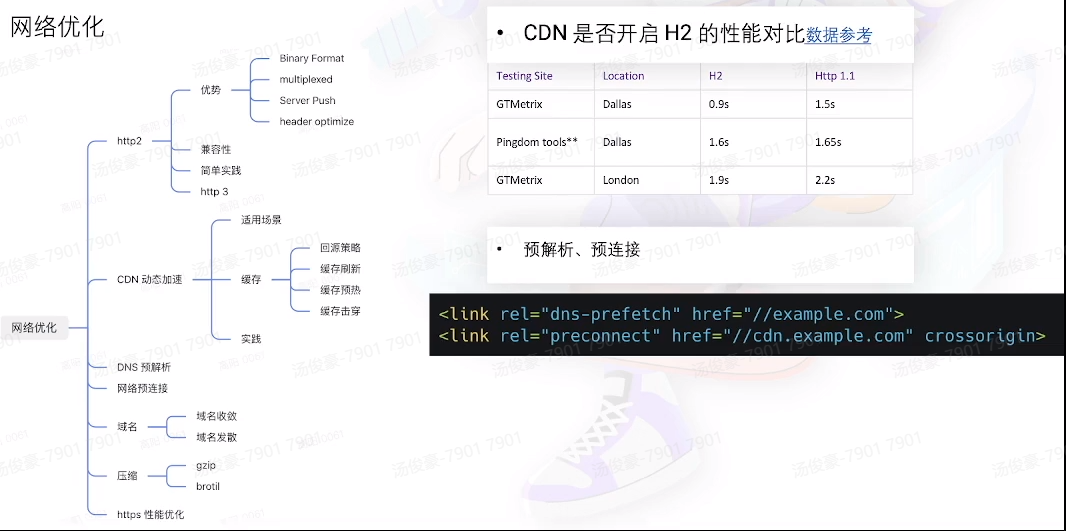 网络优化
网络优化
http2
优势
Binary Format
multiplexed
Server Push
header optimize
兼容性
简单实践
http 3
CDN 动态加速
适用场景
缓存
回源策略
缓存刷新
缓存预热
缓存击穿
实践
DNS 预解析
网络预连接
域名
域名收敛
域名发散
压缩
gzip
brotil
https 性能优化
• CDN 是否开启 H2 的性能对比数据参考
Testing Site Location H2 Http 1.1
GTMetrix Dallas 0.9s 1.5s
Pingdom tools** Dallas 1.6s 1.65s
GTMetrix London 1.9s 2.2s
• 预解析、预连接
<link rel="dns-prefetch" href="//example.com">
<link rel="preconnect" href="//cdn.example.com" crossorigin>
汤俊豪-7901 7901